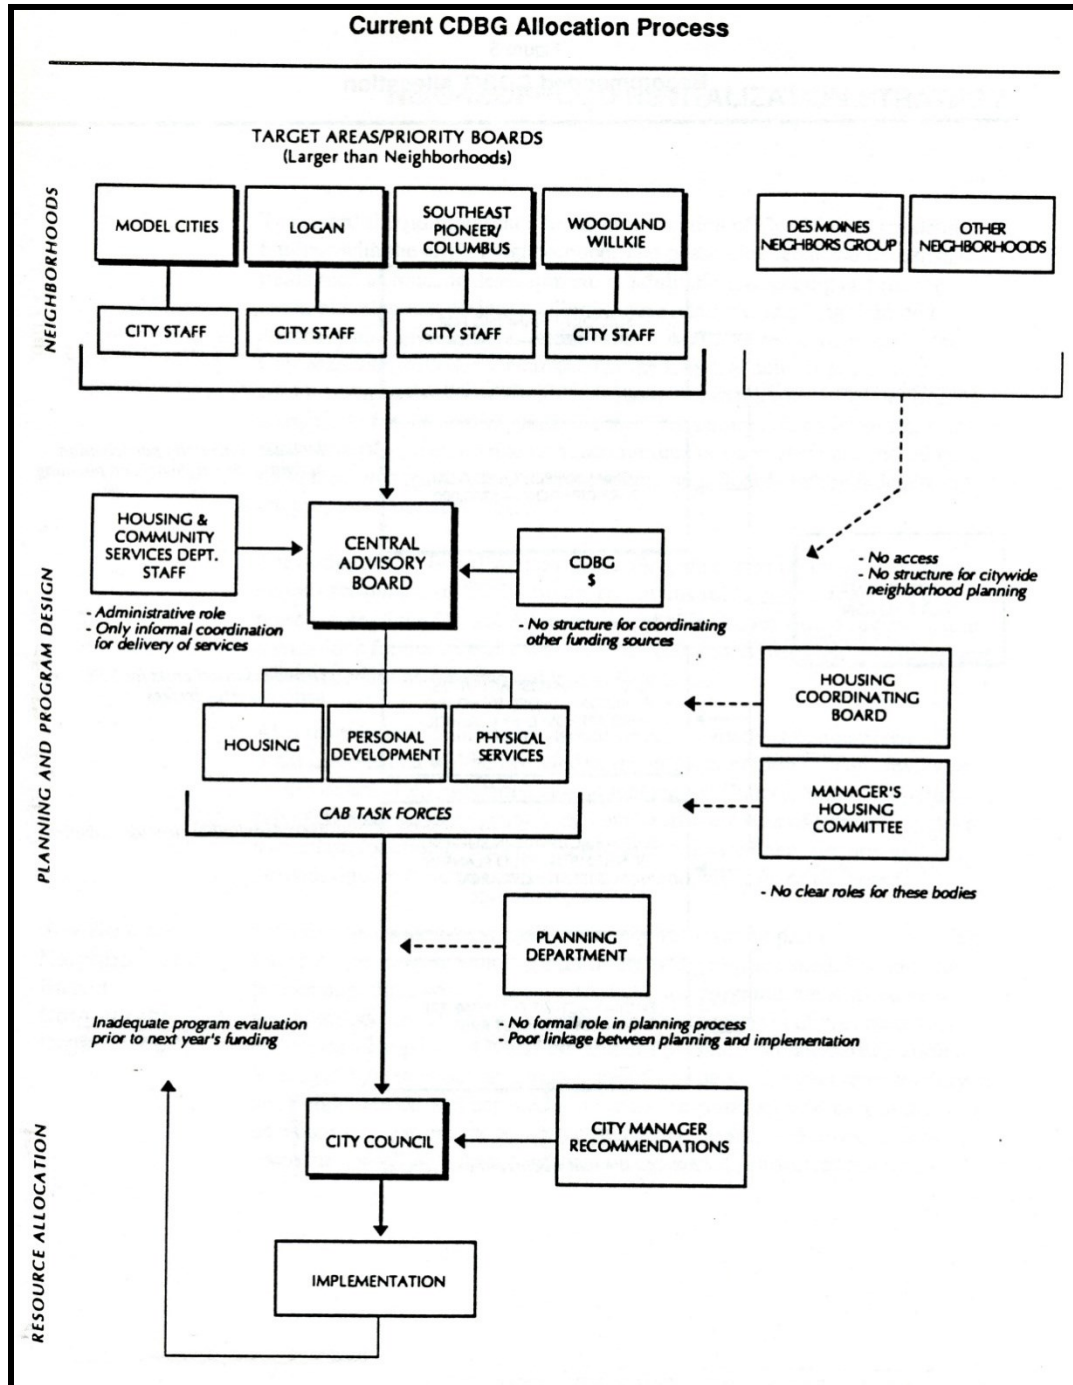 Current CDBG Allocation Process
TARGET AREAS/PRIORITY BOARDS
(Larger than Neighborhoods)
NEIGHBORHOODS
MODEL CITIES
LOGAN
SOUTHEAST
PIONEER/
COLUMBUS
WOODLAND
WILLKIE
DES MOINES
NEIGHBORS GROUP
OTHER
NEIGHBORHOODS
CITY STAFF
CITY STAFF
CITY STAFF
CITY STAFF
PLANNING AND PROGRAM DESIGN
HOUSING &
COMMUNITY
SERVICES DEPT.
STAFF
CENTRAL
ADVISORY
BOARD
CDBG
$
- No access
- No structure for citywide
neighborhood planning
- Administrative role
- Only informal coordination
for delivery of services
- No structure for coordinating
other funding sources
HOUSING
COORDINATING
BOARD
HOUSING
PERSONAL
DEVELOPMENT
PHYSICAL
SERVICES
CAB TASK FORCES
MANAGER'S
HOUSING
COMMITTEE
- No clear roles for these bodies
PLANNING
DEPARTMENT
- No formal role in planning process
- Poor linkage between planning and implementation
Inadequate program evaluation
prior to next year's funding
RESOURCE ALLOCATION
CITY COUNCIL
CITY MANAGER
RECOMMENDATIONS
IMPLEMENTATION